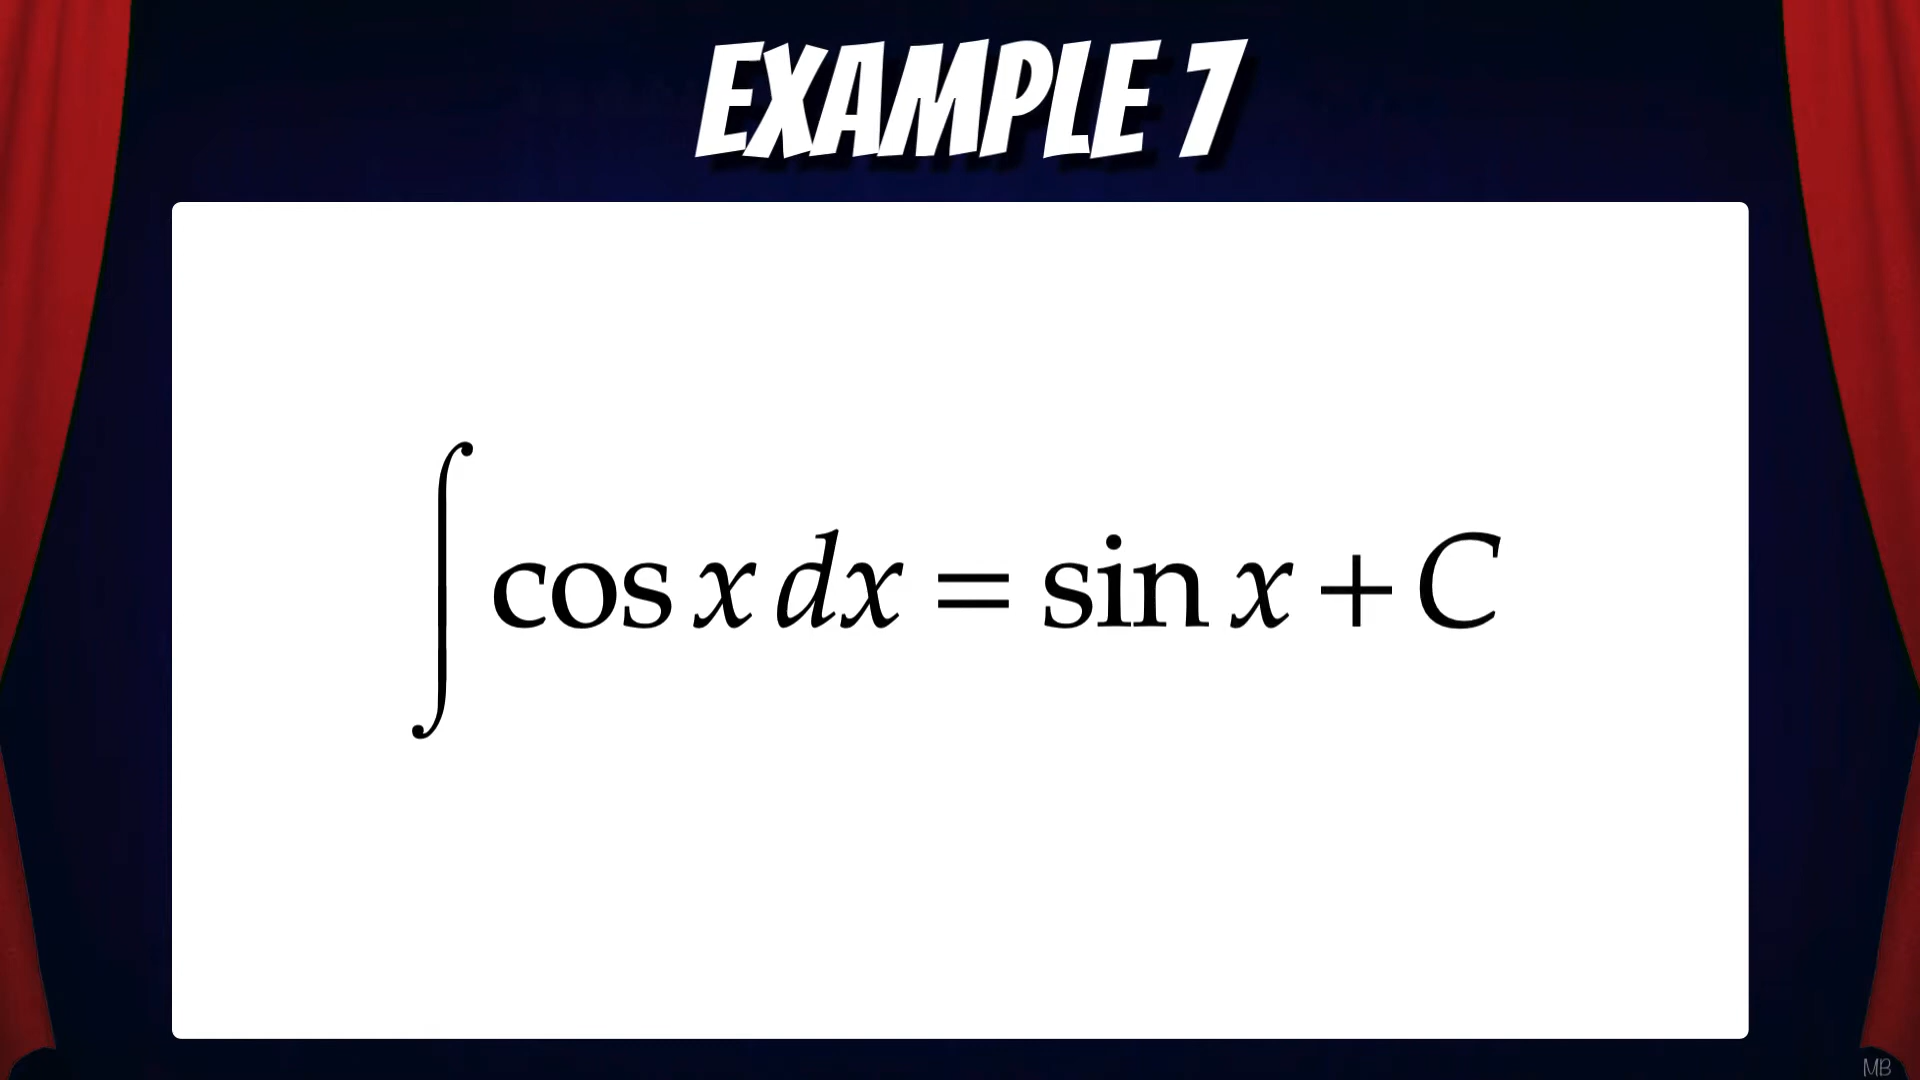 EXAMPLE 7
∫ cos x dx = sin x + C
MB